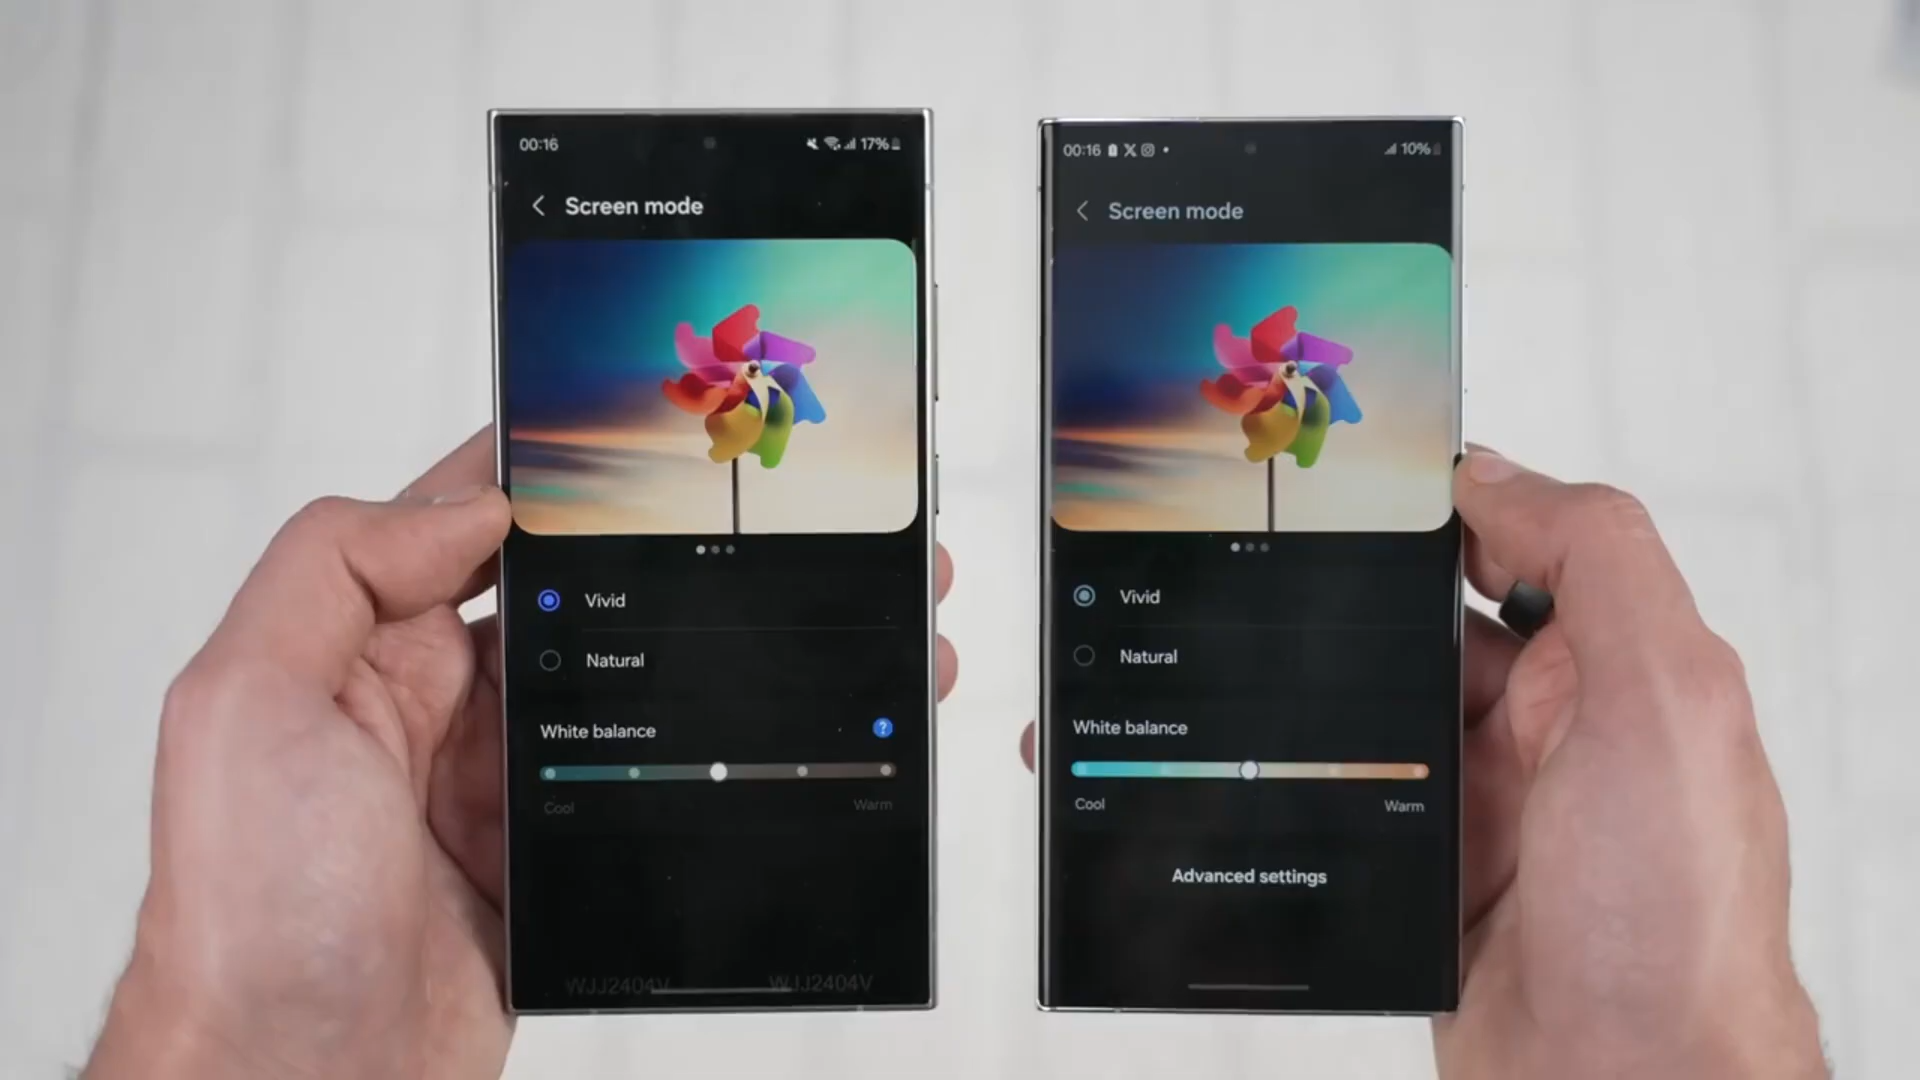 00:16
17%
Screen mode
Vivid
Natural
White balance
?
Cool
Warm
WJJ2404V WJJ2404V
00:16
10%
Screen mode
Vivid
Natural
White balance
Cool
Warm
Advanced settings